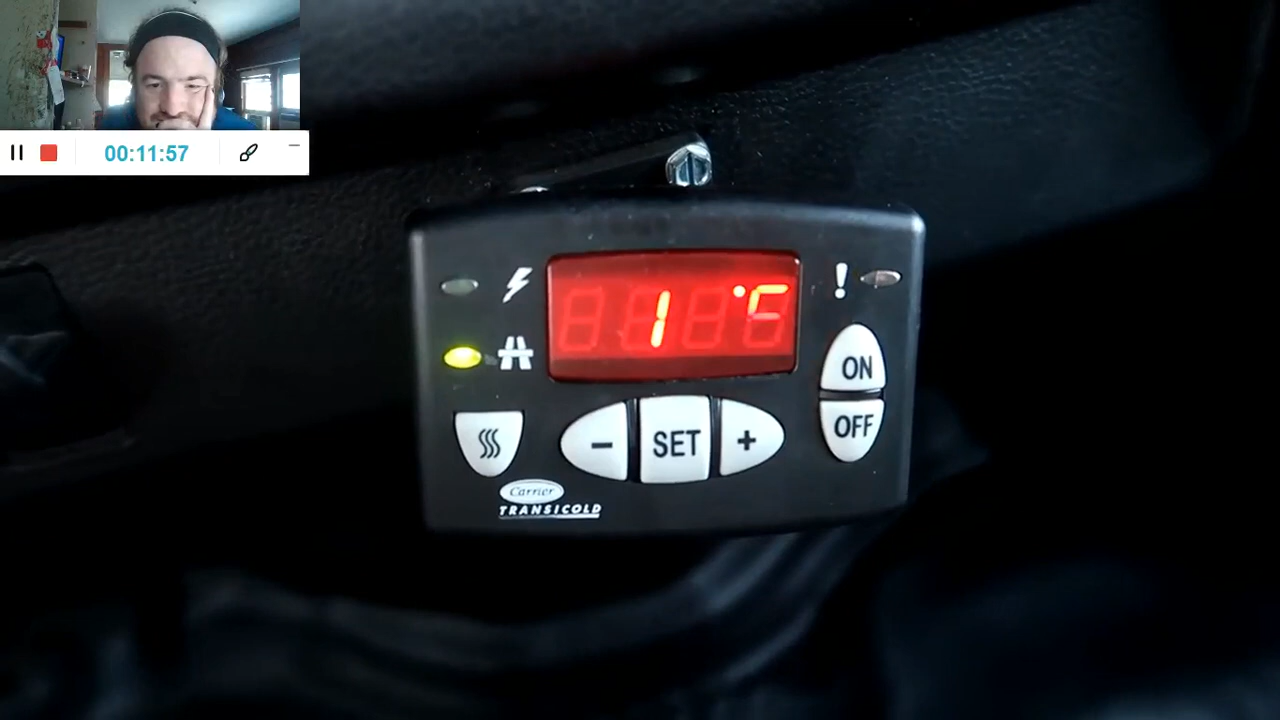 00:11:57
1 °C
!
ON
OFF
- SET +
Carrier
TRANSICOLD